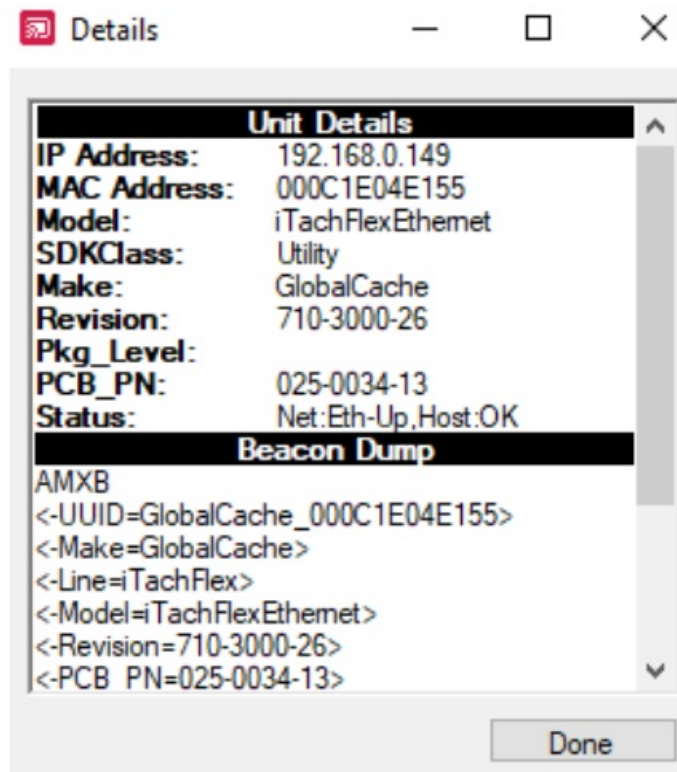 Details
Unit Details
IP Address: 192.168.0.149
MAC Address: 000C1E04E155
Model: iTachFlexEthernet
SDKClass: Utility
Make: GlobalCache
Revision: 710-3000-26
Pkg_Level:
PCB_PN: 025-0034-13
Status: Net:Eth-Up,Host:OK
Beacon Dump
AMXB
<-UUID=GlobalCache_000C1E04E155>
<-Make=GlobalCache>
<-Line=iTachFlex>
<-Model=iTachFlexEthernet>
<-Revision=710-3000-26>
<-PCB_PN=025-0034-13>
Done